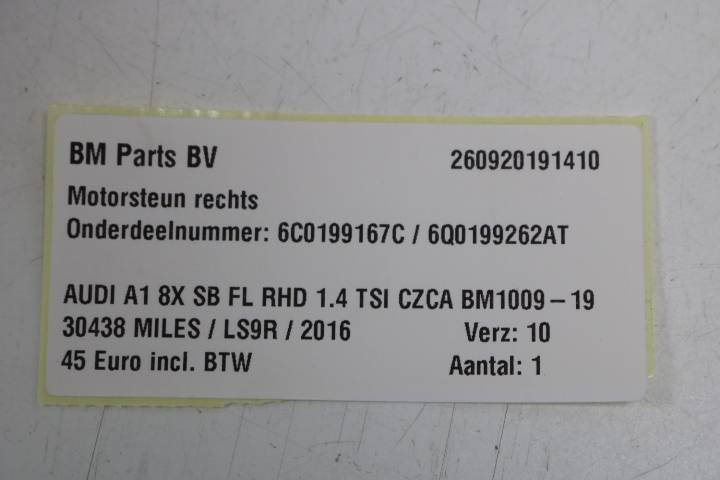 BM Parts BV 260920191410
Motorsteun rechts
Onderdeelnummer: 6C0199167C / 6Q0199262AT
AUDI A1 8X SB FL RHD 1.4 TSI CZCA BM1009-19
30438 MILES / LS9R / 2016 Verz: 10
45 Euro incl. BTW Aantal: 1